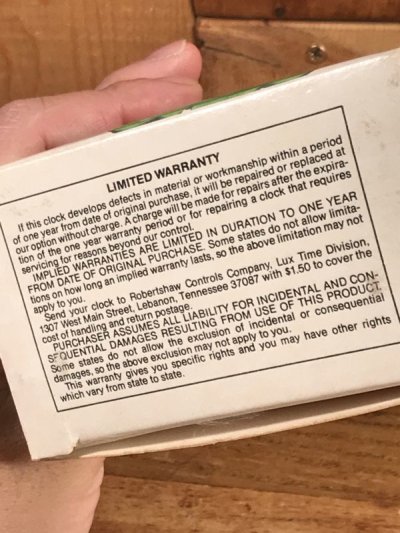 LIMITED WARRANTY
If this clock develops defects in material or workmanship within a period
of one year from date of original purchase, it will be repaired or replaced at
our option without charge. A charge will be made for repairs after the expira-
tion of the one year warranty period or for repairing a clock that requires
servicing for reasons beyond our control.
IMPLIED WARRANTIES ARE LIMITED IN DURATION TO ONE YEAR
FROM DATE OF ORIGINAL PURCHASE. Some states do not allow limita-
tions on how long an implied warranty lasts, so the above limitation may not
apply to you.
Send your clock to Robertshaw Controls Company, Lux Time Division,
1307 West Main Street, Lebanon, Tennessee 37087 with $1.50 to cover the
cost of handling and return postage.
PURCHASER ASSUMES ALL LIABILITY FOR INCIDENTAL AND CON-
SEQUENTIAL DAMAGES RESULTING FROM USE OF THIS PRODUCT.
Some states do not allow the exclusion of incidental or consequential
damages, so the above exclusion may not apply to you.
This warranty gives you specific rights and you may have other rights
which vary from state to state.